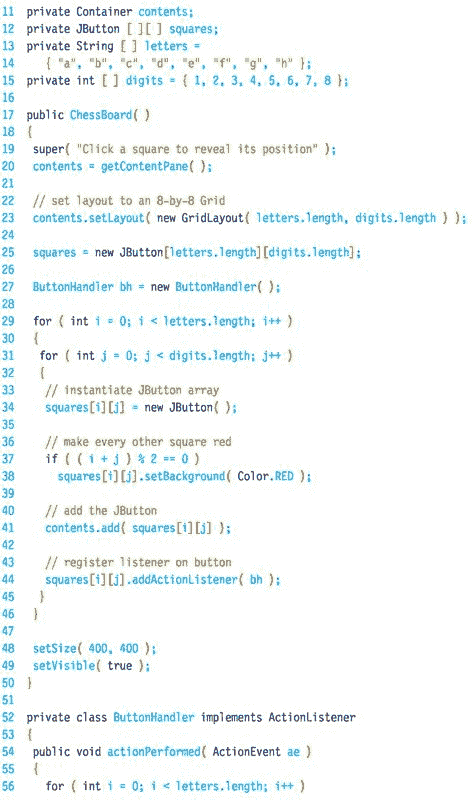 11 private Container contents;
12 private JButton [ ][ ] squares;
13 private String [ ] letters =
14 { "a", "b", "c", "d", "e", "f", "g", "h" };
15 private int [ ] digits = { 1, 2, 3, 4, 5, 6, 7, 8 };
16
17 public ChessBoard( )
18 {
19 super( "Click a square to reveal its position" );
20 contents = getContentPane( );
21
22 // set layout to an 8-by-8 Grid
23 contents.setLayout( new GridLayout( letters.length, digits.length ) );
24
25 squares = new JButton[letters.length][digits.length];
26
27 ButtonHandler bh = new ButtonHandler( );
28
29 for ( int i = 0; i < letters.length; i++ )
30 {
31 for ( int j = 0; j < digits.length; j++ )
32 {
33 // instantiate JButton array
34 squares[i][j] = new JButton( );
35
36 // make every other square red
37 if ( ( i + j ) % 2 == 0 )
38 squares[i][j].setBackground( Color.RED );
39
40 // add the JButton
41 contents.add( squares[i][j] );
42
43 // register listener on button
44 squares[i][j].addActionListener( bh );
45 }
46 }
47
48 setSize( 400, 400 );
49 setVisible( true );
50 }
51
52 private class ButtonHandler implements ActionListener
53 {
54 public void actionPerformed( ActionEvent ae )
55 {
56 for ( int i = 0; i < letters.length; i++ )